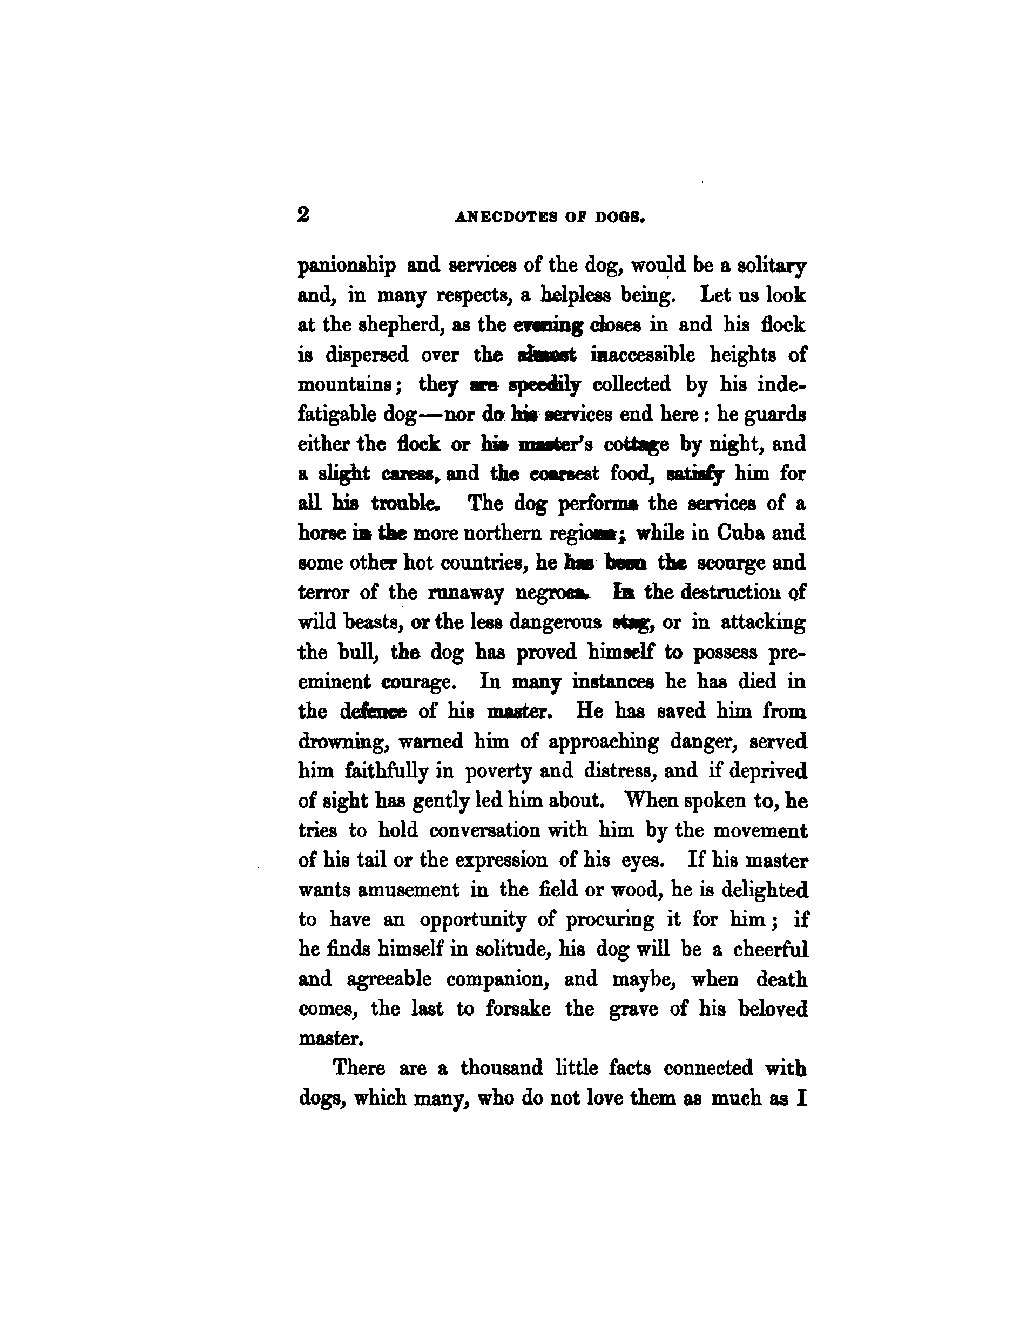 2 ANECDOTES OF DOGS.
panionship and services of the dog, would be a solitary
and, in many respects, a helpless being. Let us look
at the shepherd, as the evening closes in and his flock
is dispersed over the almost inaccessible heights of
mountains; they are speedily collected by his inde-
fatigable dog—nor do his services end here: he guards
either the flock or his master's cottage by night, and
a slight caress, and the coarsest food, satisfy him for
all his trouble. The dog performs the services of a
horse in the more northern regions; while in Cuba and
some other hot countries, he has been the scourge and
terror of the runaway negroes. In the destruction of
wild beasts, or the less dangerous stag, or in attacking
the bull, the dog has proved himself to possess pre-
eminent courage. In many instances he has died in
the defence of his master. He has saved him from
drowning, warned him of approaching danger, served
him faithfully in poverty and distress, and if deprived
of sight has gently led him about. When spoken to, he
tries to hold conversation with him by the movement
of his tail or the expression of his eyes. If his master
wants amusement in the field or wood, he is delighted
to have an opportunity of procuring it for him; if
he finds himself in solitude, his dog will be a cheerful
and agreeable companion, and maybe, when death
comes, the last to forsake the grave of his beloved
master.
There are a thousand little facts connected with
dogs, which many, who do not love them as much as I